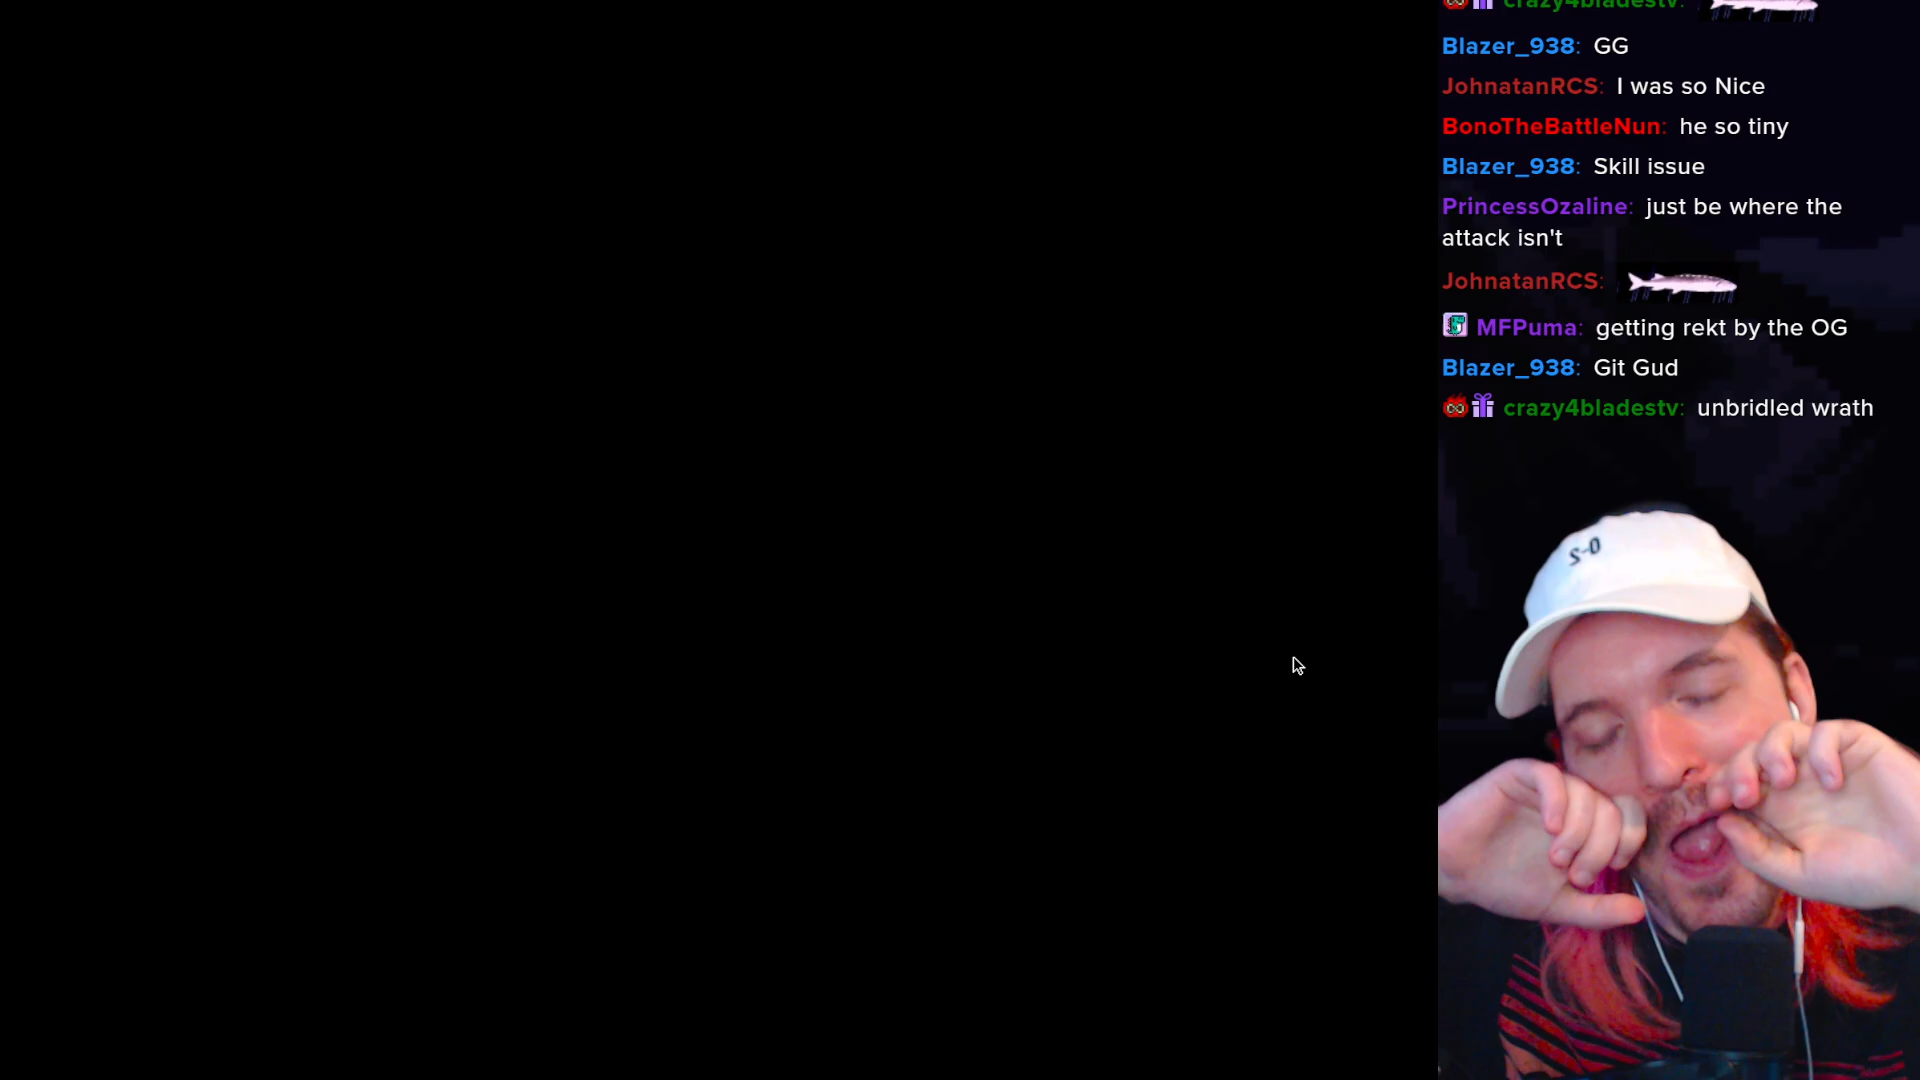 crazy4bladestv:
Blazer_938: GG
JohnatanRCS: I was so Nice
BonoTheBattleNun: he so tiny
Blazer_938: Skill issue
PrincessOzaline: just be where the
attack isn't
JohnatanRCS:
MFPuma: getting rekt by the OG
Blazer_938: Git Gud
crazy4bladestv: unbridled wrath